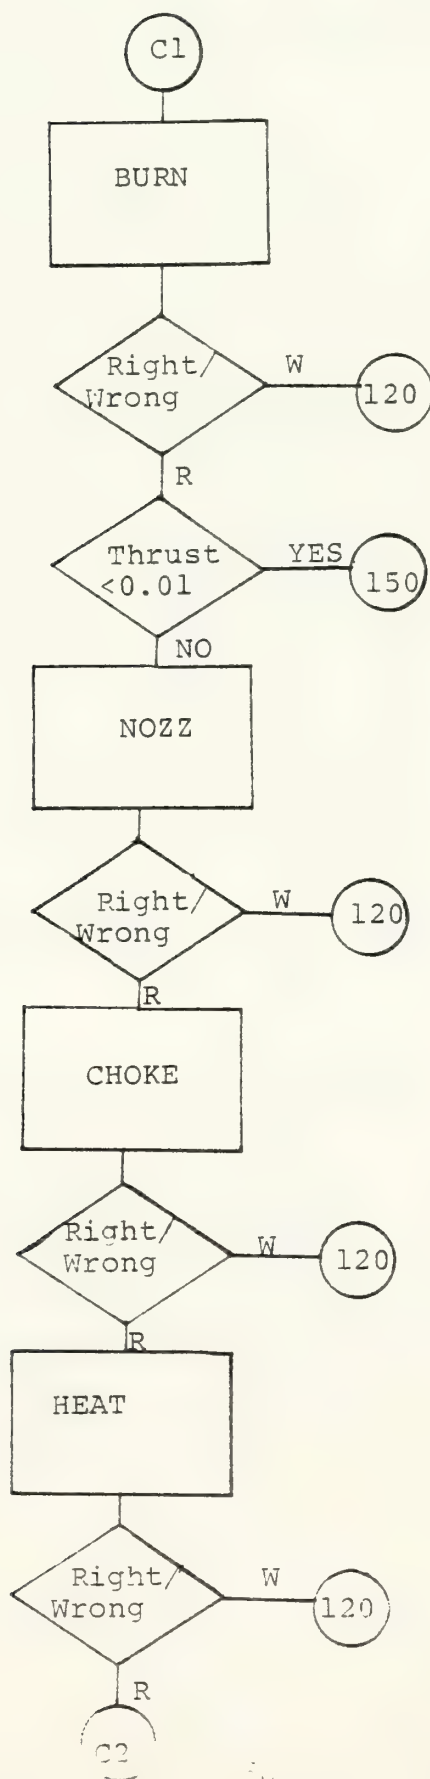 C1
BURN
Right/
Wrong
W
120
R
Thrust
<0.01
YES
150
NO
NOZZ
Right/
Wrong
W
120
R
CHOKE
Right/
Wrong
W
120
R
HEAT
Right/
Wrong
W
120
R
C2